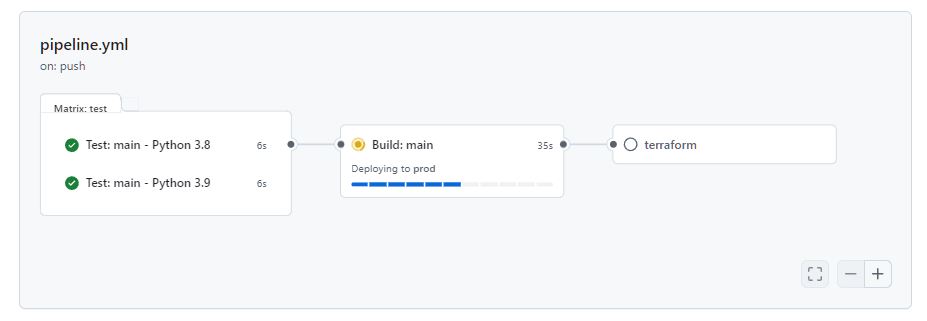 pipeline.yml
on: push
Matrix: test
Test: main - Python 3.8 6s
Test: main - Python 3.9 6s
Build: main 35s
Deploying to prod
terraform